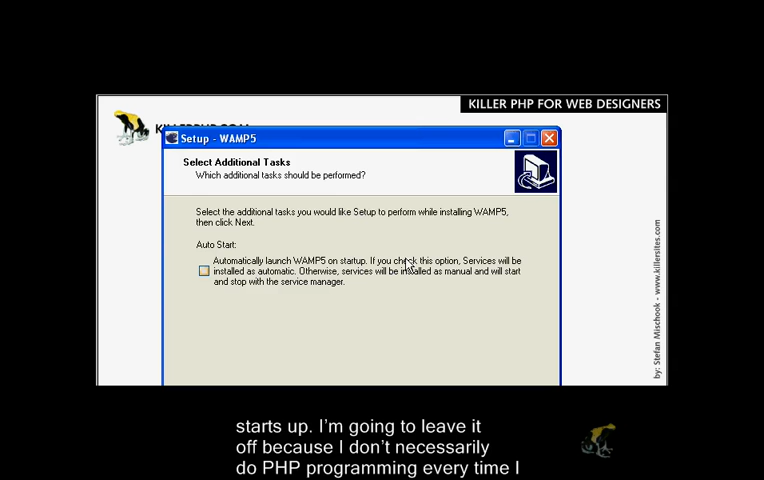 KILLER PHP FOR WEB DESIGNERS
Setup - WAMP5
Select Additional Tasks
Which additional tasks should be performed?
Select the additional tasks you would like Setup to perform while installing WAMP5,
then click Next.
Auto Start:
Automatically launch WAMP5 on startup. If you check this option, Services will be
installed as automatic. Otherwise, services will be installed as manual and will start
and stop with the service manager.
by: Stefan Mischook - www.killersites.com
starts up. I'm going to leave it
off because I don't necessarily
do PHP programming every time I